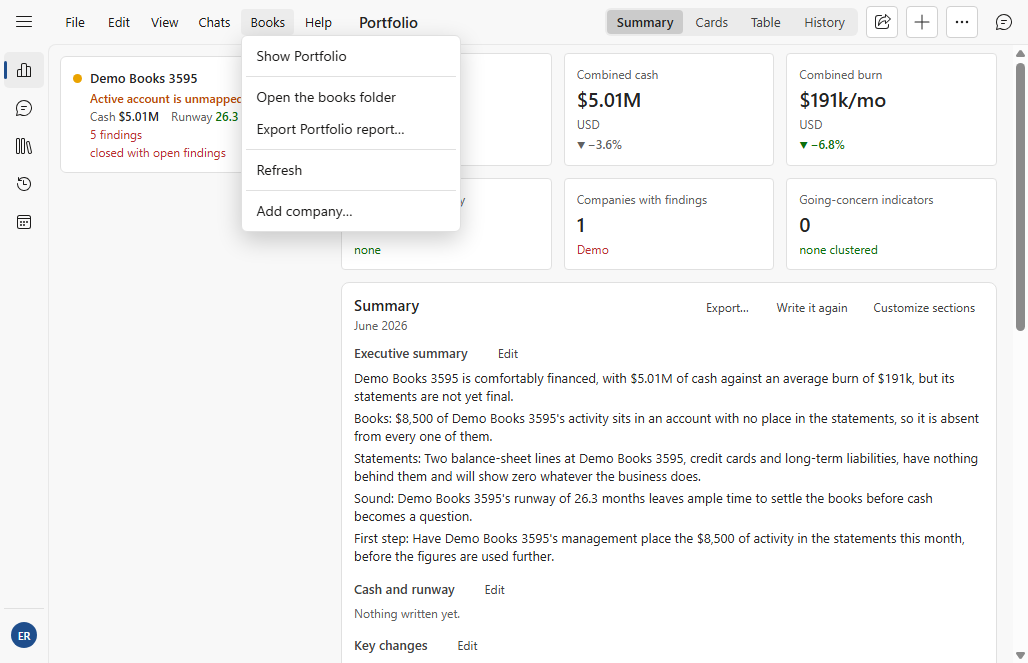 File Edit View Chats Books Help Portfolio Summary Cards Table History
Show Portfolio
Open the books folder
Export Portfolio report...
Refresh
Add company...
Demo Books 3595
Active account is unmapped
Cash $5.01M Runway 26.3
5 findings
closed with open findings
Combined cash
$5.01M
USD
▼ −3.6%
Combined burn
$191k/mo
USD
▼ −6.8%
none
Companies with findings
1
Demo
Going-concern indicators
0
none clustered
Summary
June 2026
Export... Write it again Customize sections
Executive summary Edit
Demo Books 3595 is comfortably financed, with $5.01M of cash against an average burn of $191k, but its
statements are not yet final.
Books: $8,500 of Demo Books 3595's activity sits in an account with no place in the statements, so it is absent
from every one of them.
Statements: Two balance-sheet lines at Demo Books 3595, credit cards and long-term liabilities, have nothing
behind them and will show zero whatever the business does.
Sound: Demo Books 3595's runway of 26.3 months leaves ample time to settle the books before cash
becomes a question.
First step: Have Demo Books 3595's management place the $8,500 of activity in the statements this month,
before the figures are used further.
Cash and runway Edit
Nothing written yet.
Key changes Edit
ER